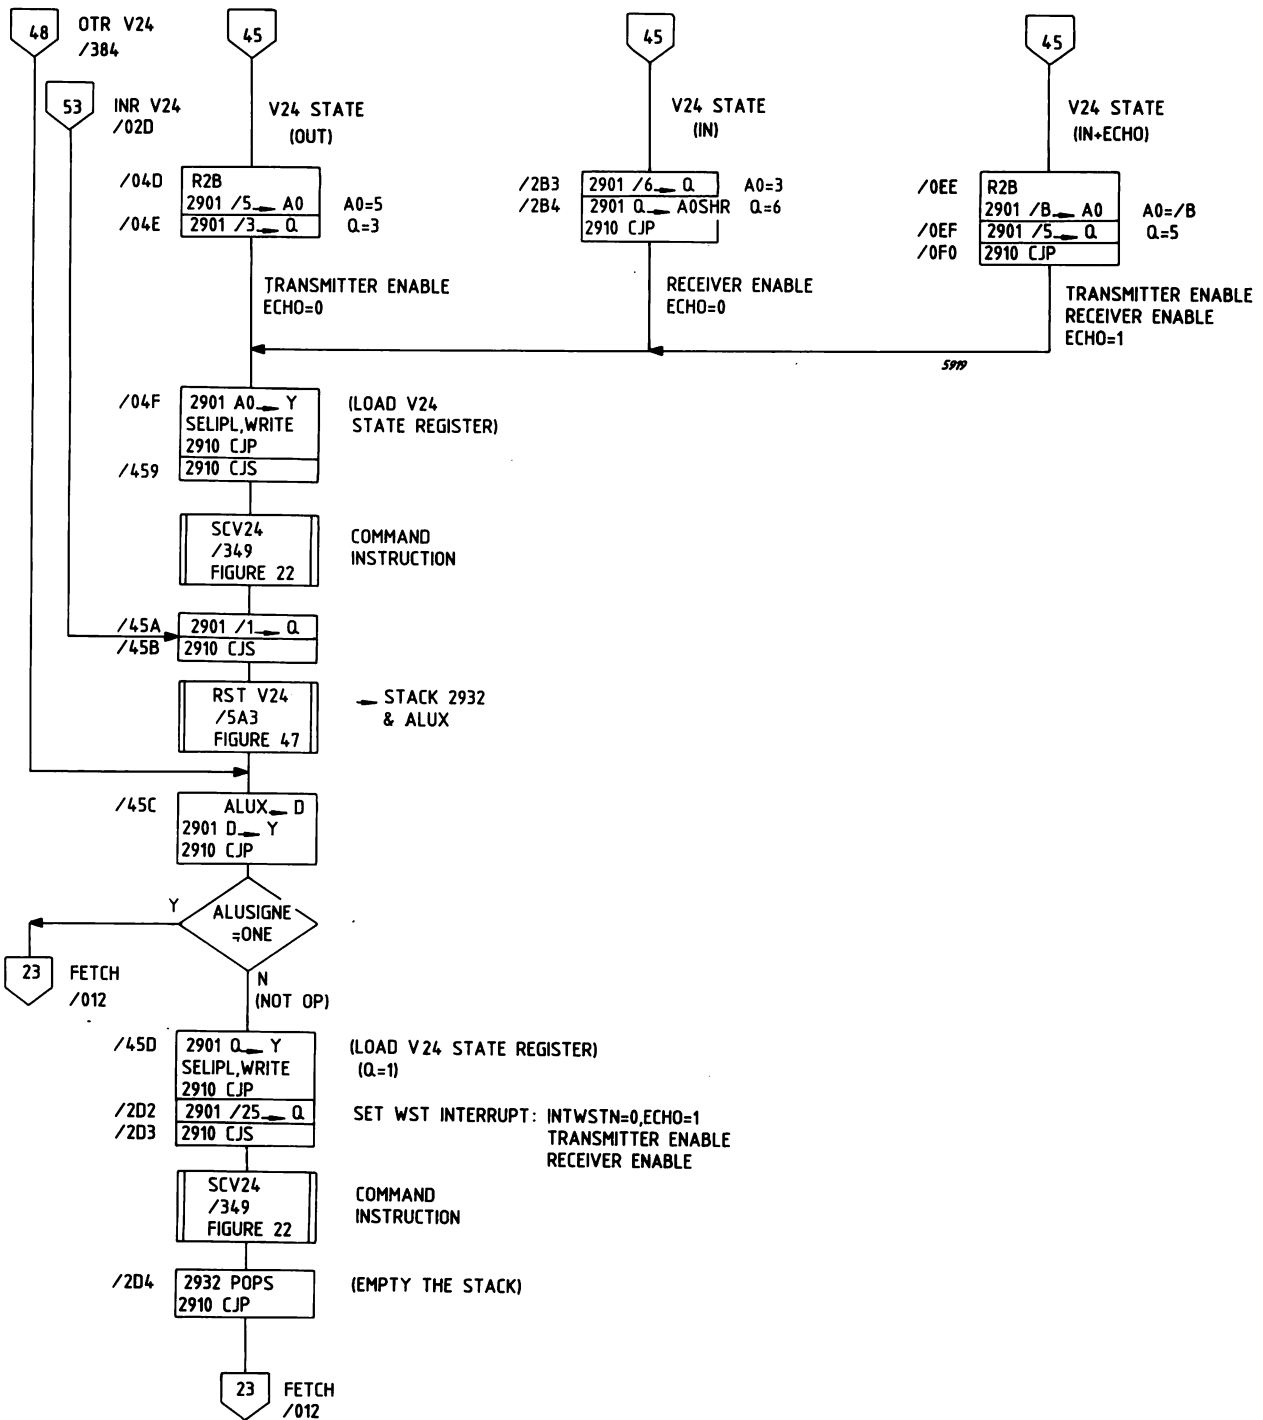 48
OTR V24
/384
45
45
45
53
INR V24
/02D
V24 STATE
(OUT)
V24 STATE
(IN)
V24 STATE
(IN+ECHO)
/04D
R2B
2901 /5 → A0
A0=5
/04E
2901 /3 → Q
Q=3
/2B3
2901 /6 → Q
A0=3
/2B4
2901 Q → A0SHR
Q=6
2910 CJP
/0EE
R2B
2901 /B → A0
A0=/B
/0EF
2901 /5 → Q
Q=5
/0F0
2910 CJP
TRANSMITTER ENABLE
ECHO=0
RECEIVER ENABLE
ECHO=0
TRANSMITTER ENABLE
RECEIVER ENABLE
ECHO=1
5919
/04F
2901 A0 → Y
SELIPL,WRITE
2910 CJP
(LOAD V24
STATE REGISTER)
/459
2910 CJS
SCV24
/349
FIGURE 22
COMMAND
INSTRUCTION
/45A
2901 /1 → Q
/45B
2910 CJS
RST V24
/5A3
FIGURE 47
→ STACK 2932
& ALUX
/45C
ALUX → D
2901 D → Y
2910 CJP
Y
ALUSIGNE
=ONE
23
FETCH
/012
N
(NOT OP)
/45D
2901 Q → Y
SELIPL,WRITE
2910 CJP
(LOAD V24 STATE REGISTER)
(Q=1)
/2D2
2901 /25 → Q
SET WST INTERRUPT: INTWSTN=0,ECHO=1
/2D3
2910 CJS
TRANSMITTER ENABLE
RECEIVER ENABLE
SCV24
/349
FIGURE 22
COMMAND
INSTRUCTION
/2D4
2932 POPS
2910 CJP
(EMPTY THE STACK)
23
FETCH
/012